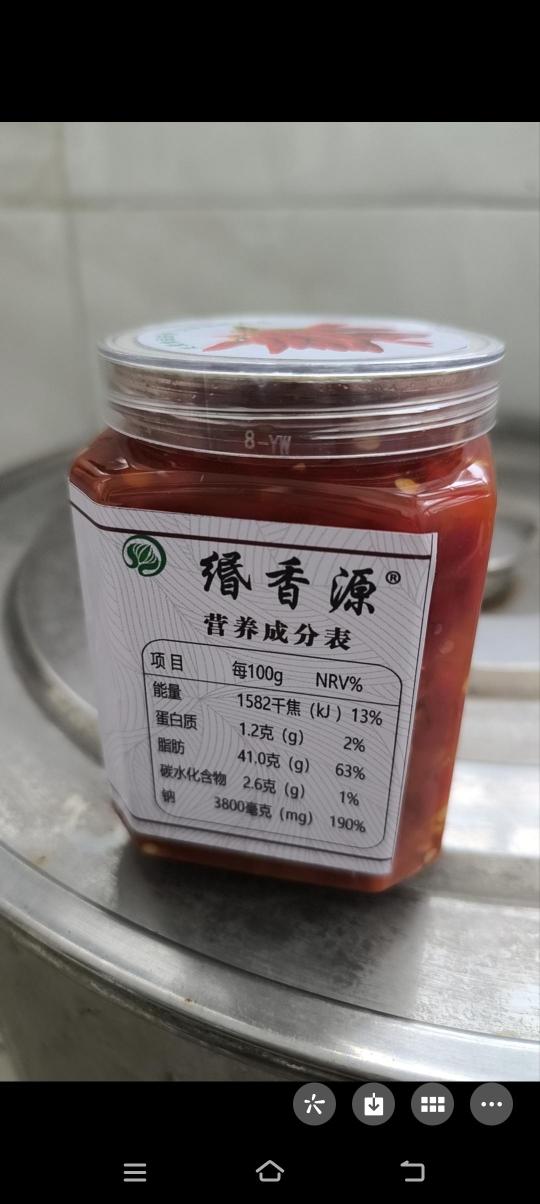 8-YW
缗香源®
营养成分表
项目 每100g NRV%
能量 1582千焦（kJ ）13%
蛋白质 1.2克（g） 2%
脂肪 41.0克（g） 63%
碳水化合物 2.6克（g） 1%
钠 3800毫克（mg） 190%